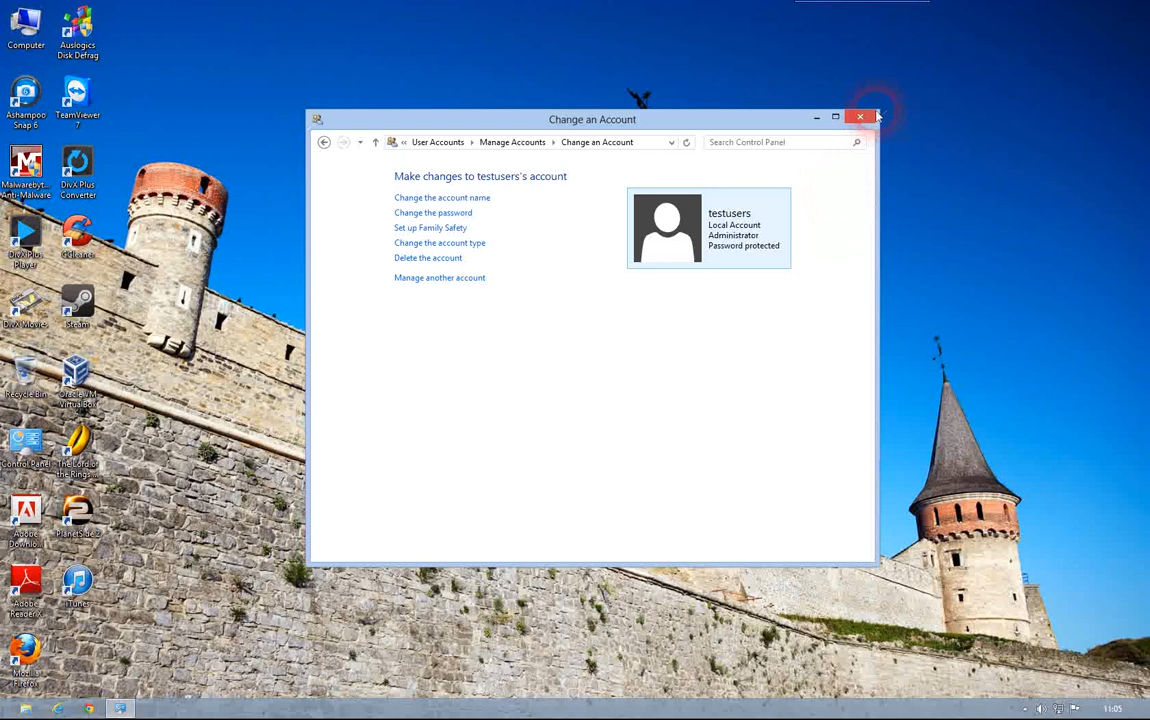 Computer
Auslogics
Disk Defrag
Ashampoo
Snap 6
TeamViewer
7
Malwareby...
Anti-Malware
DivX Plus
Converter
DivX Plus
Player
CCleaner
DivX Movies
Steam
Recycle Bin
Oracle VM
VirtualBox
Control Panel
The Lord of
the Rings...
Adobe
Downlo...
PlanetSide 2
Adobe
Reader X
iTunes
Mozilla
Firefox
Change an Account
«
User Accounts
Manage Accounts
Change an Account
Search Control Panel
Make changes to testusers's account
Change the account name
Change the password
Set up Family Safety
Change the account type
Delete the account
Manage another account
testusers
Local Account
Administrator
Password protected
11:05